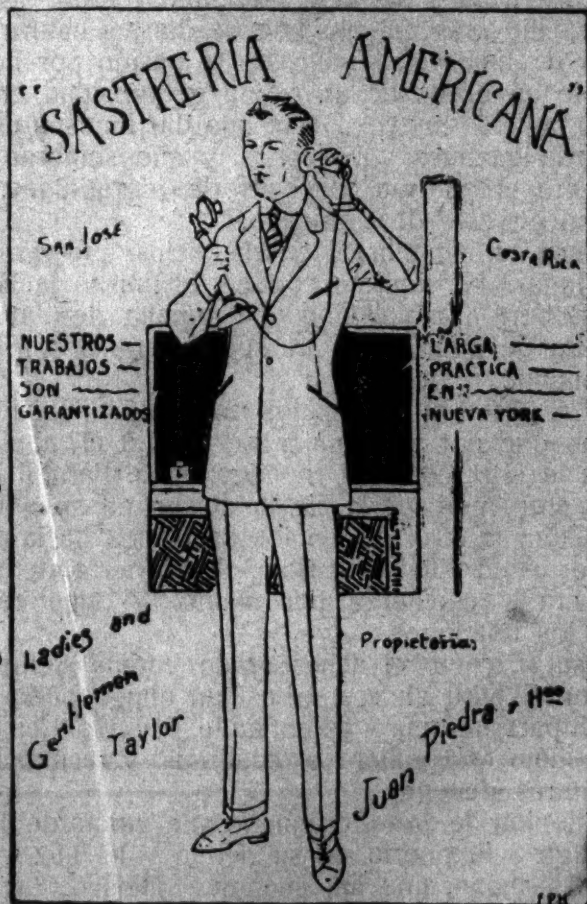 "SASTRERIA AMERICANA"
San José
Costa Rica
NUESTROS
TRABAJOS
SON
GARANTIZADOS
LARGA
PRACTICA
EN
NUEVA YORK
Ladies and
Gentlemen
Taylor
Propietarios
Juan Piedra y Hno